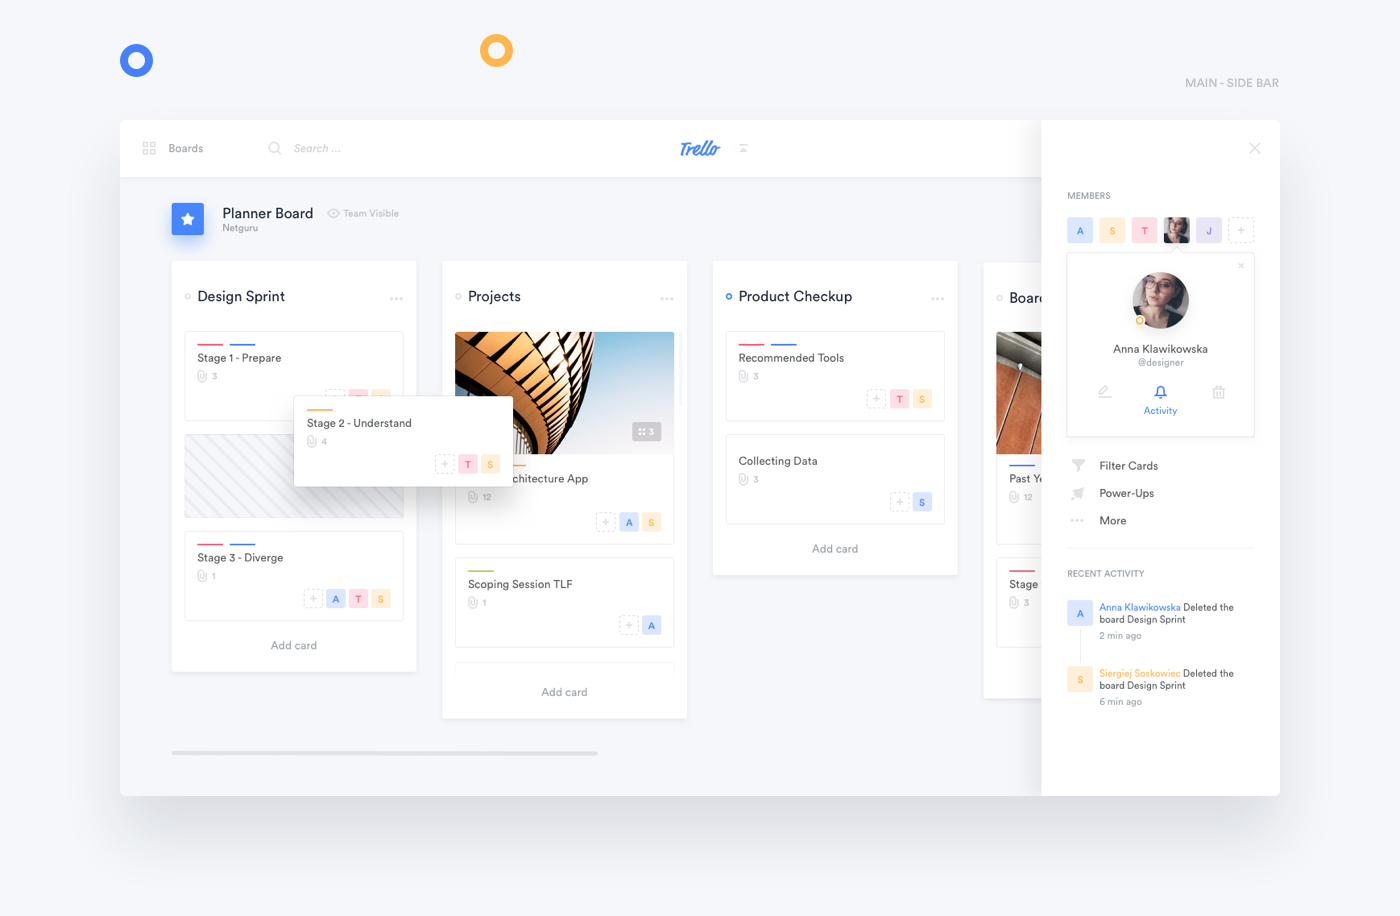 MAIN - SIDE BAR
Boards
Search ...
Trello
Planner Board
Team Visible
Netguru
Design Sprint
Stage 1 - Prepare
3
Stage 2 - Understand
4
T S
Stage 3 - Diverge
1
A T S
Add card
Projects
3
chitecture App
12
A S
Scoping Session TLF
1
A
Add card
Product Checkup
Recommended Tools
3
T S
Collecting Data
3
S
Add card
Boar
Past Ye
12
Stage
3
MEMBERS
A S T J
Anna Klawikowska
@designer
Activity
Filter Cards
Power-Ups
More
RECENT ACTIVITY
A
Anna Klawikowska Deleted the
board Design Sprint
2 min ago
S
Siergiej Soskowiec Deleted the
board Design Sprint
6 min ago